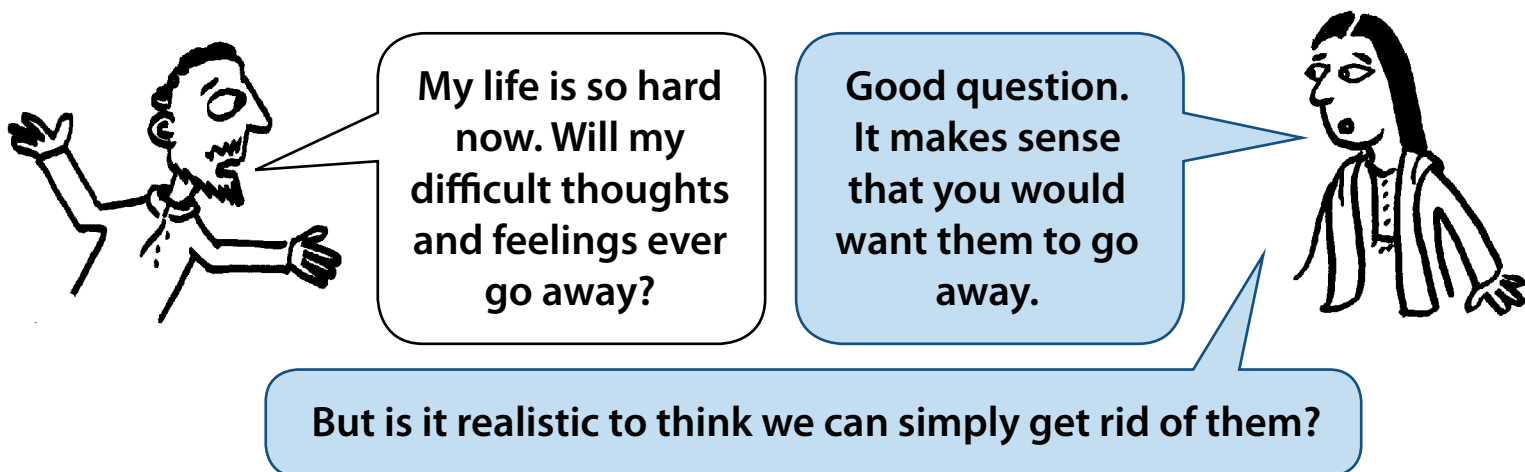 My life is so hard
now. Will my
difficult thoughts
and feelings ever
go away?
Good question.
It makes sense
that you would
want them to go
away.
But is it realistic to think we can simply get rid of them?